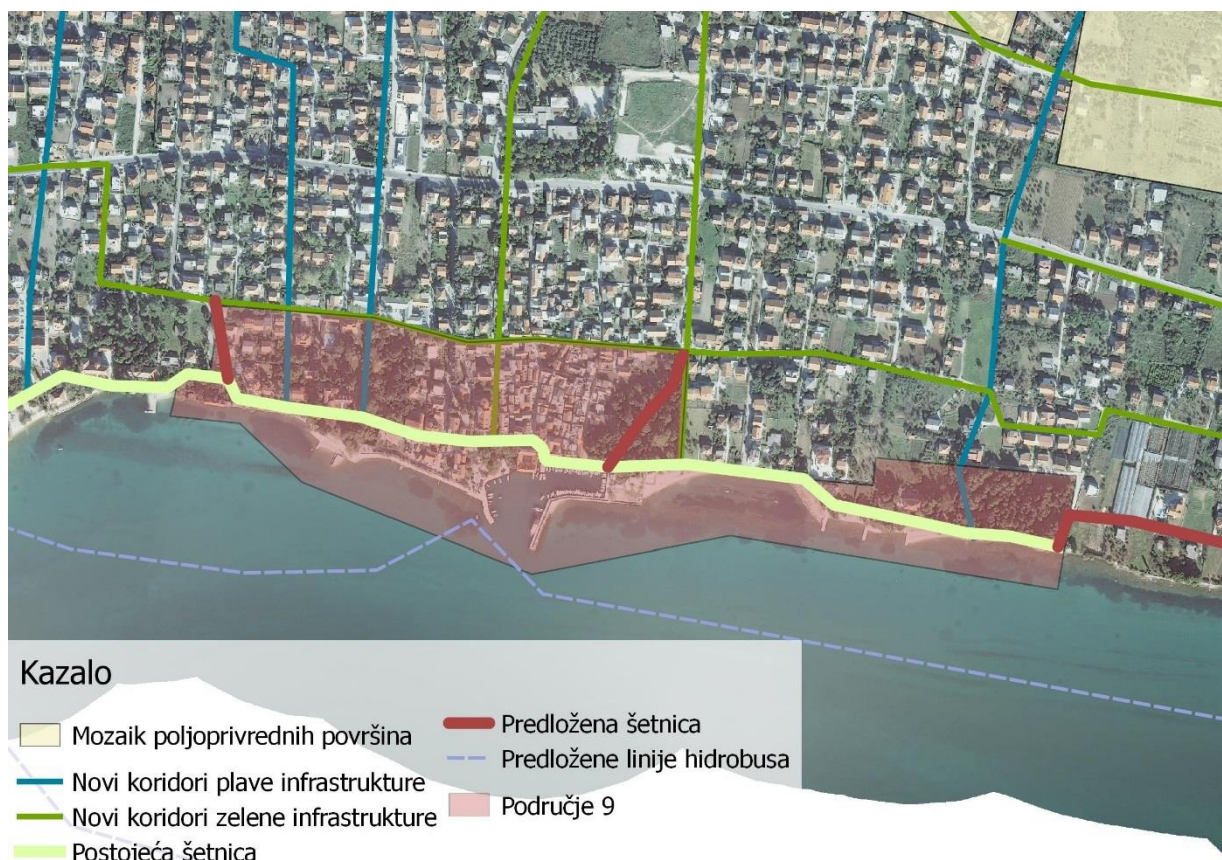 Kazalo
Mozaik poljoprivrednih površina
Novi koridori plave infrastrukture
Novi koridori zelene infrastrukture
Postojeća šetnica
Predložena šetnica
Predložene linije hidrobusa
Područje 9